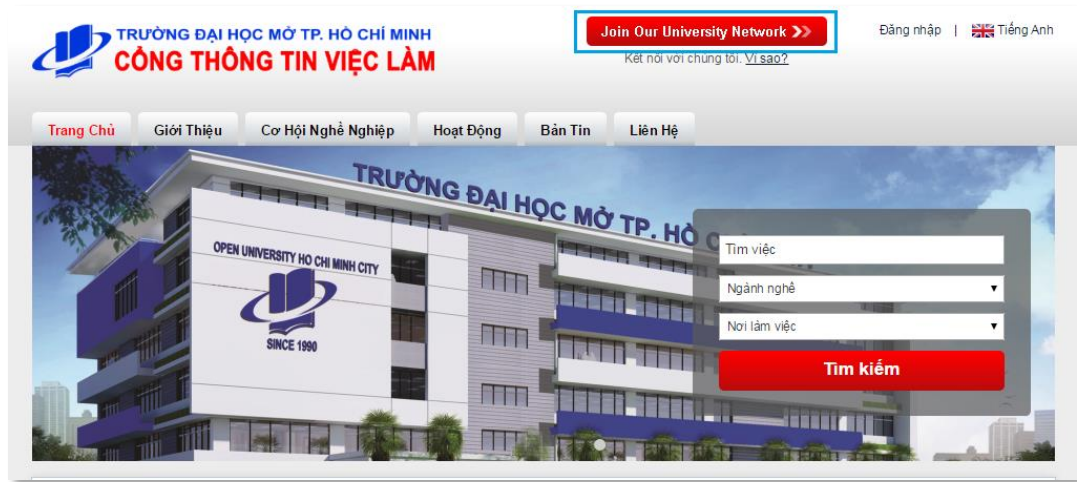 TRƯỜNG ĐẠI HỌC MỞ TP. HỒ CHÍ MINH
CỔNG THÔNG TIN VIỆC LÀM
Join Our University Network
Kết nối với chúng tôi. Vì sao?
Đăng nhập | Tiếng Anh
Trang Chủ Giới Thiệu Cơ Hội Nghề Nghiệp Hoạt Động Bản Tin Liên Hệ
TRƯỜNG ĐẠI HỌC MỞ TP. HỒ
OPEN UNIVERSITY HO CHI MINH CITY
SINCE 1990
Tìm việc
Ngành nghề
Nơi làm việc
Tìm kiếm